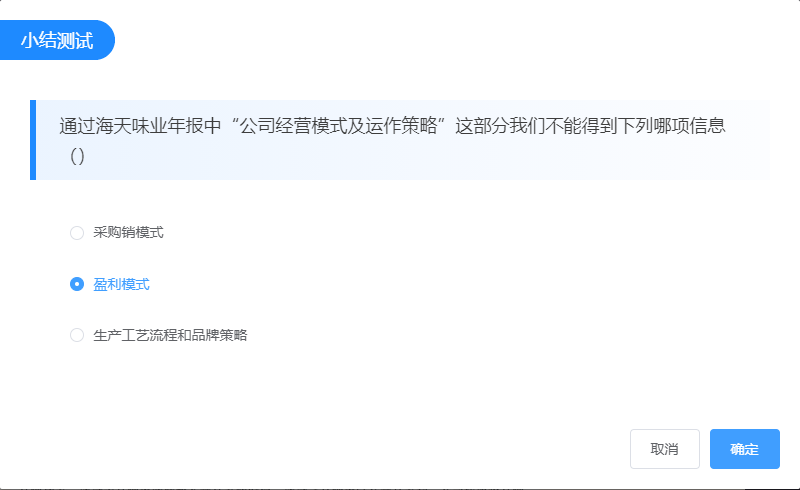 小结测试
通过海天味业年报中“公司经营模式及运作策略”这部分我们不能得到下列哪项信息
（）
采购销模式
盈利模式
生产工艺流程和品牌策略
取消
确定